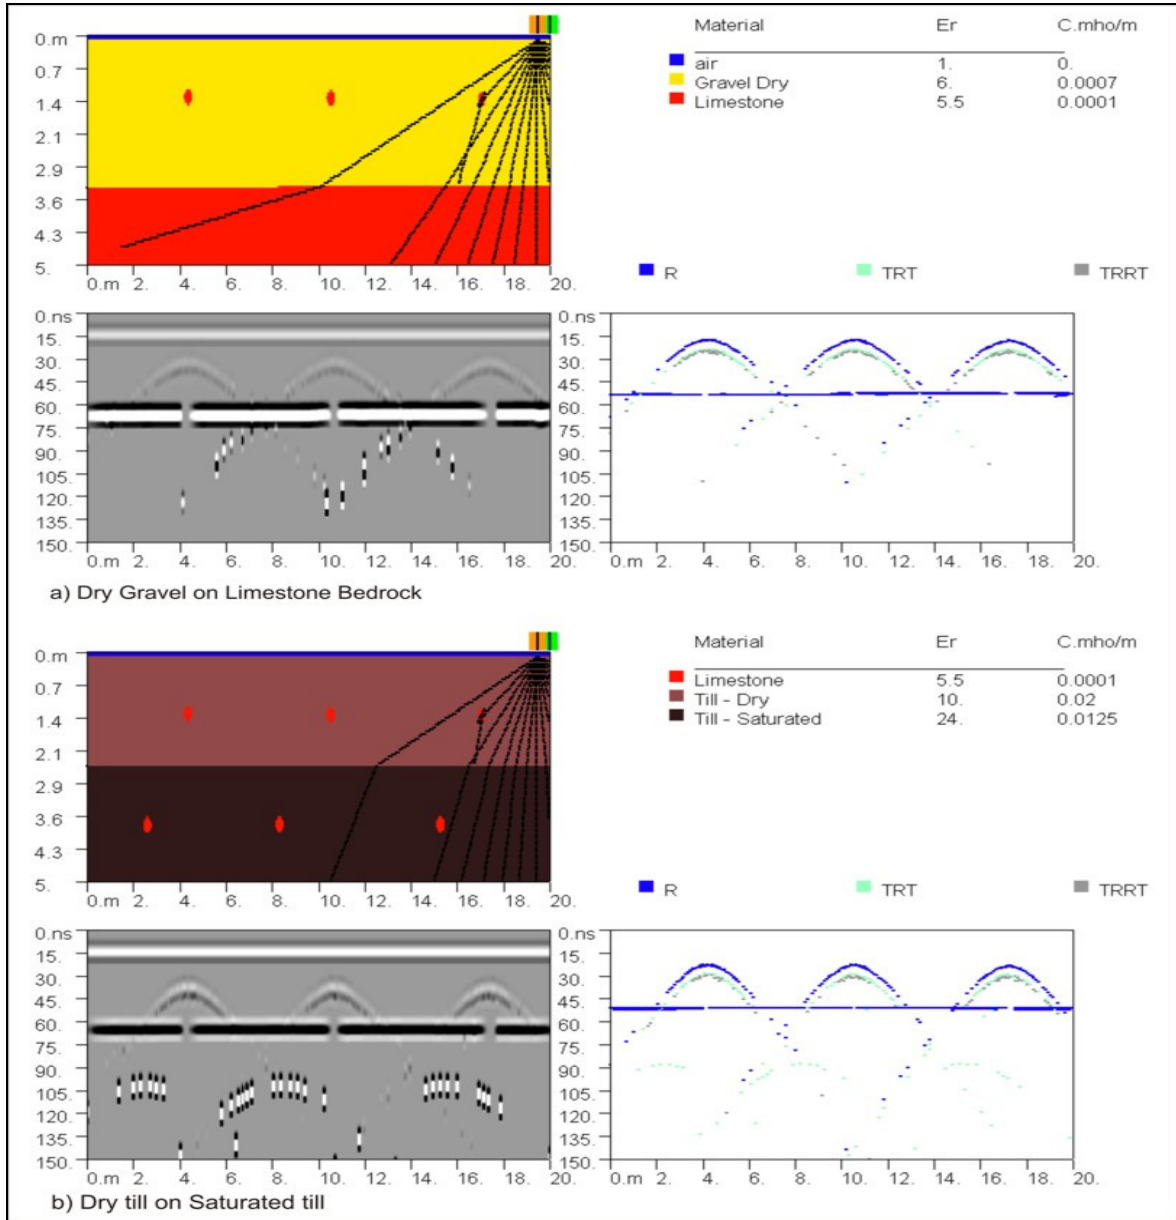 Material Er C.mho/m
air 1. 0.
Gravel Dry 6. 0.0007
Limestone 5.5 0.0001
0.m
0.7
1.4
2.1
2.9
3.6
4.3
5.
0.m 2. 4. 6. 8. 10. 12. 14. 16. 18. 20.
R TRT TRRT
0.ns
15.
30.
45.
60.
75.
90.
105.
120.
135.
150.
0.m 2. 4. 6. 8. 10. 12. 14. 16. 18. 20.
0.ns
15.
30.
45.
60.
75.
90.
105.
120.
135.
150.
0.m 2. 4. 6. 8. 10. 12. 14. 16. 18. 20.
a) Dry Gravel on Limestone Bedrock
Material Er C.mho/m
Limestone 5.5 0.0001
Till - Dry 10. 0.02
Till - Saturated 24. 0.0125
0.m
0.7
1.4
2.1
2.9
3.6
4.3
5.
0.m 2. 4. 6. 8. 10. 12. 14. 16. 18. 20.
R TRT TRRT
0.ns
15.
30.
45.
60.
75.
90.
105.
120.
135.
150.
0.m 2. 4. 6. 8. 10. 12. 14. 16. 18. 20.
0.ns
15.
30.
45.
60.
75.
90.
105.
120.
135.
150.
0.m 2. 4. 6. 8. 10. 12. 14. 16. 18. 20.
b) Dry till on Saturated till